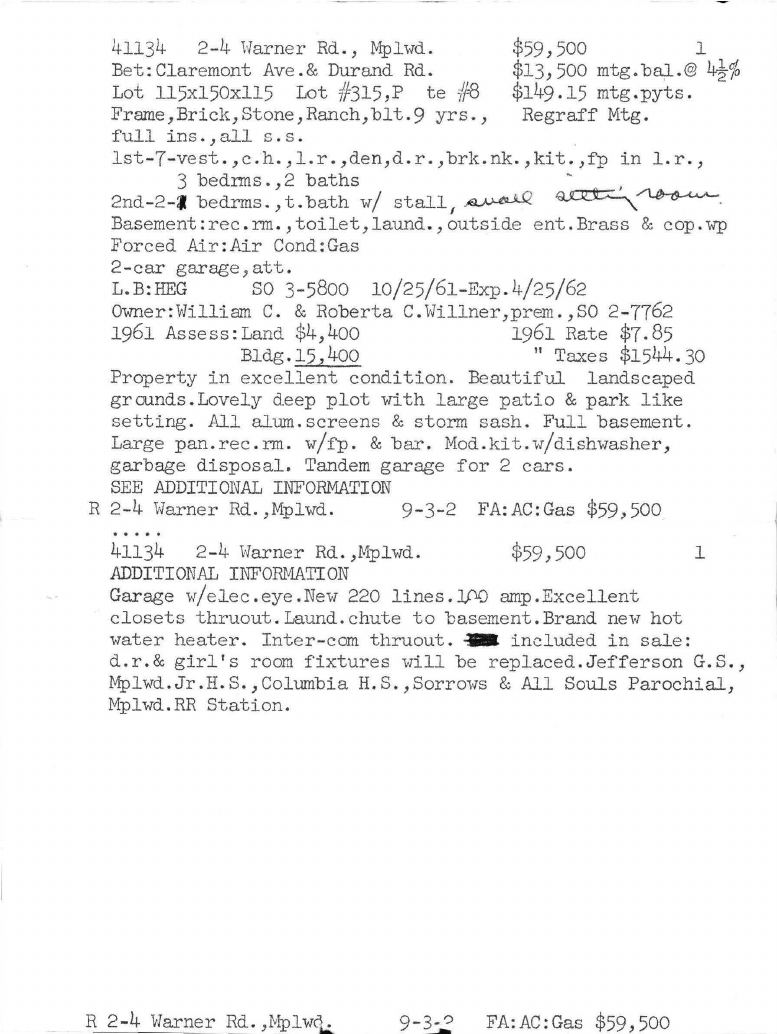 41134 2-4 Warner Rd., Mplwd. $59,500 1
Bet:Claremont Ave.& Durand Rd. $13,500 mtg.bal.@ 4½%
Lot 115x150x115 Lot #315,P te #8 $149.15 mtg.pyts.
Frame,Brick,Stone,Ranch,blt.9 yrs., Regraff Mtg.
full ins.,all s.s.
1st-7-vest.,c.h.,l.r.,den,d.r.,brk.nk.,kit.,fp in l.r.,
3 bedrms.,2 baths
2nd-2- bedrms.,t.bath w/ stall, small sitting room.
Basement:rec.rm.,toilet,laund.,outside ent.Brass & cop.wp
Forced Air:Air Cond:Gas
2-car garage,att.
L.B:HEG SO 3-5800 10/25/61-Exp.4/25/62
Owner:William C. & Roberta C.Willner,prem.,SO 2-7762
1961 Assess:Land $4,400 1961 Rate $7.85
Bldg.15,400 " Taxes $1544.30
Property in excellent condition. Beautiful landscaped
grounds.Lovely deep plot with large patio & park like
setting. All alum.screens & storm sash. Full basement.
Large pan.rec.rm. w/fp. & bar. Mod.kit.w/dishwasher,
garbage disposal. Tandem garage for 2 cars.
SEE ADDITIONAL INFORMATION
R 2-4 Warner Rd.,Mplwd. 9-3-2 FA:AC:Gas $59,500
.....
41134 2-4 Warner Rd.,Mplwd. $59,500 1
ADDITIONAL INFORMATION
Garage w/elec.eye.New 220 lines.100 amp.Excellent
closets thruout.Laund.chute to basement.Brand new hot
water heater. Inter-com thruout. included in sale:
d.r.& girl's room fixtures will be replaced.Jefferson G.S.,
Mplwd.Jr.H.S.,Columbia H.S.,Sorrows & All Souls Parochial,
Mplwd.RR Station.
R 2-4 Warner Rd.,Mplwd. 9-3-2 FA:AC:Gas $59,500